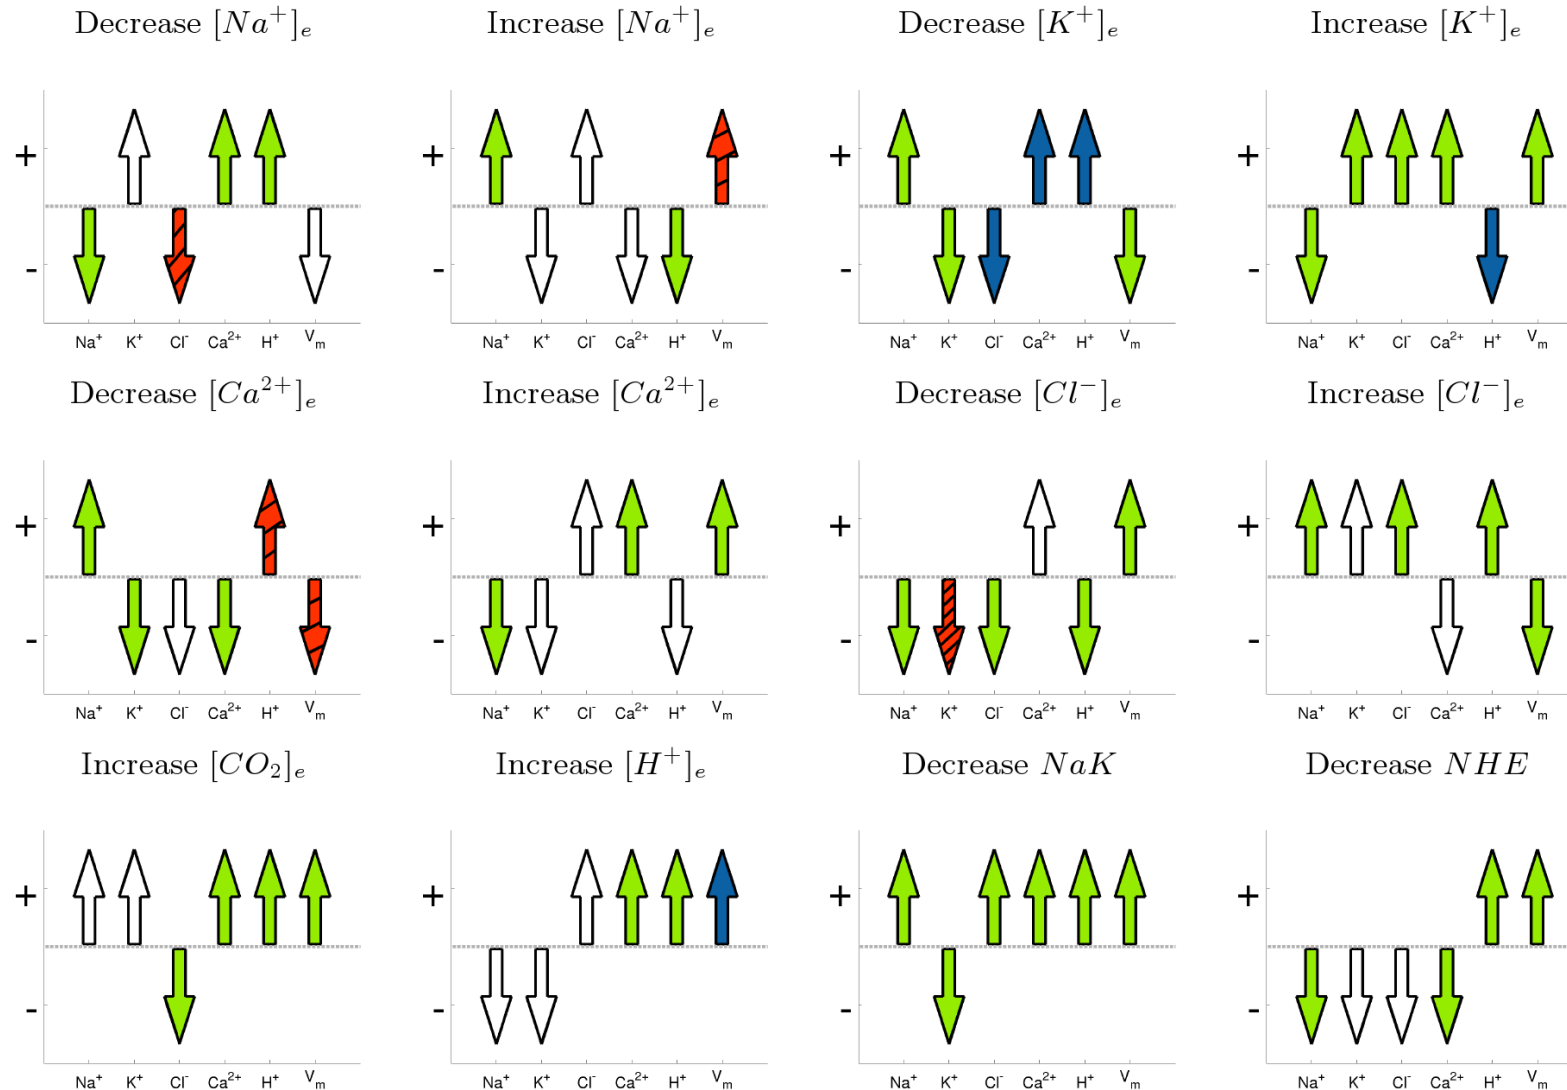 Decrease [Na⁺]ₑ Increase [Na⁺]ₑ Decrease [K⁺]ₑ Increase [K⁺]ₑ
+ + + +
- - - -
Na⁺ K⁺ Cl⁻ Ca²⁺ H⁺ Vₘ Na⁺ K⁺ Cl⁻ Ca²⁺ H⁺ Vₘ Na⁺ K⁺ Cl⁻ Ca²⁺ H⁺ Vₘ Na⁺ K⁺ Cl⁻ Ca²⁺ H⁺ Vₘ
Decrease [Ca²⁺]ₑ Increase [Ca²⁺]ₑ Decrease [Cl⁻]ₑ Increase [Cl⁻]ₑ
+ + + +
- - - -
Na⁺ K⁺ Cl⁻ Ca²⁺ H⁺ Vₘ Na⁺ K⁺ Cl⁻ Ca²⁺ H⁺ Vₘ Na⁺ K⁺ Cl⁻ Ca²⁺ H⁺ Vₘ Na⁺ K⁺ Cl⁻ Ca²⁺ H⁺ Vₘ
Increase [CO₂]ₑ Increase [H⁺]ₑ Decrease NaK Decrease NHE
+ + + +
- - - -
Na⁺ K⁺ Cl⁻ Ca²⁺ H⁺ Vₘ Na⁺ K⁺ Cl⁻ Ca²⁺ H⁺ Vₘ Na⁺ K⁺ Cl⁻ Ca²⁺ H⁺ Vₘ Na⁺ K⁺ Cl⁻ Ca²⁺ H⁺ Vₘ